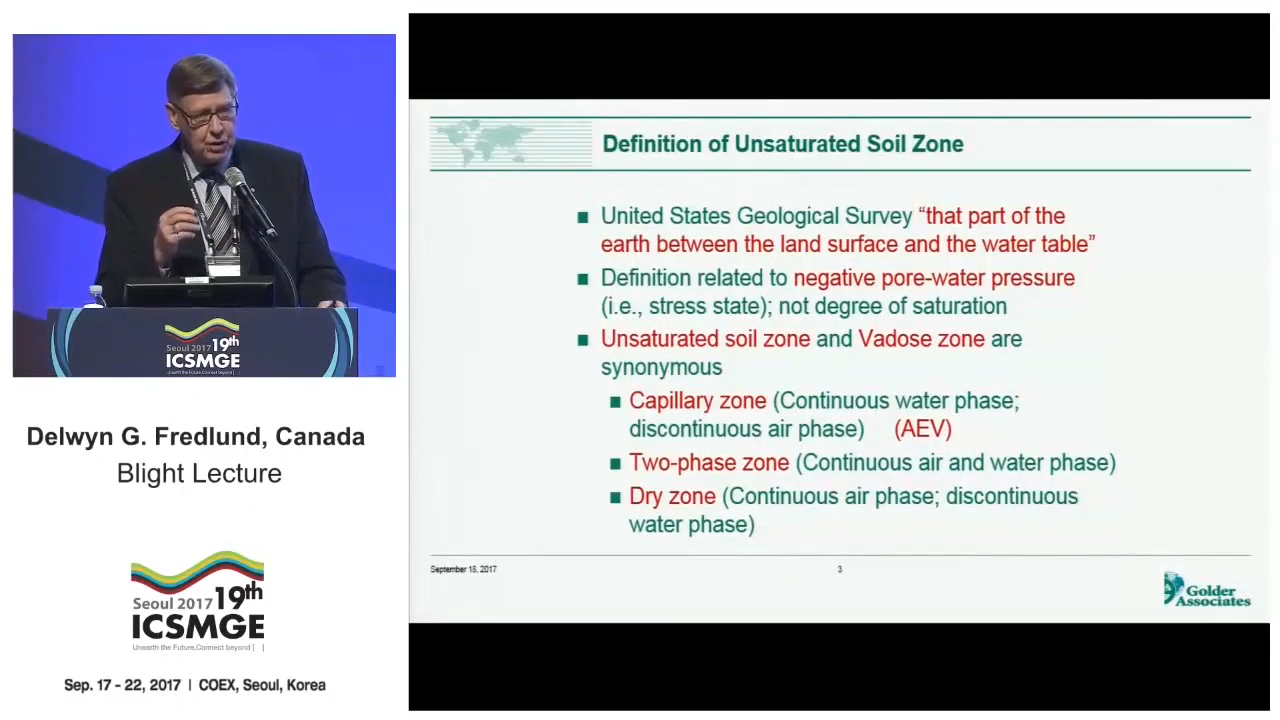 Definition of Unsaturated Soil Zone
United States Geological Survey “that part of the
earth between the land surface and the water table”
Definition related to negative pore-water pressure
(i.e., stress state); not degree of saturation
Unsaturated soil zone and Vadose zone are
synonymous
Capillary zone (Continuous water phase;
discontinuous air phase) (AEV)
Two-phase zone (Continuous air and water phase)
Dry zone (Continuous air phase; discontinuous
water phase)
September 18, 2017
3
Golder
Associates
Seoul 2017 19th
ICSMGE
Unearth the Future, Connect beyond [ ]
Delwyn G. Fredlund, Canada
Blight Lecture
Seoul 2017 19th
ICSMGE
Unearth the Future, Connect beyond [ ]
Sep. 17 - 22, 2017 | COEX, Seoul, Korea